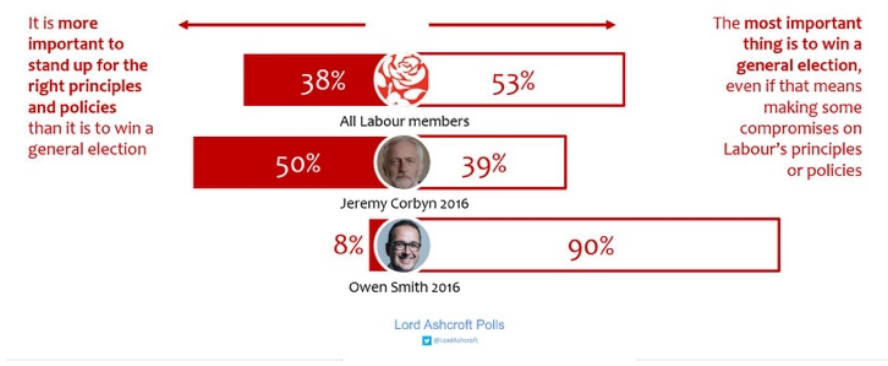 It is more
important to
stand up for the
right principles
and policies
than it is to win a
general election
The most important
thing is to win a
general election,
even if that means
making some
compromises on
Labour's principles
or policies
38%
53%
All Labour members
50%
39%
Jeremy Corbyn 2016
8%
90%
Owen Smith 2016
Lord Ashcroft Polls
@LordAshcroft